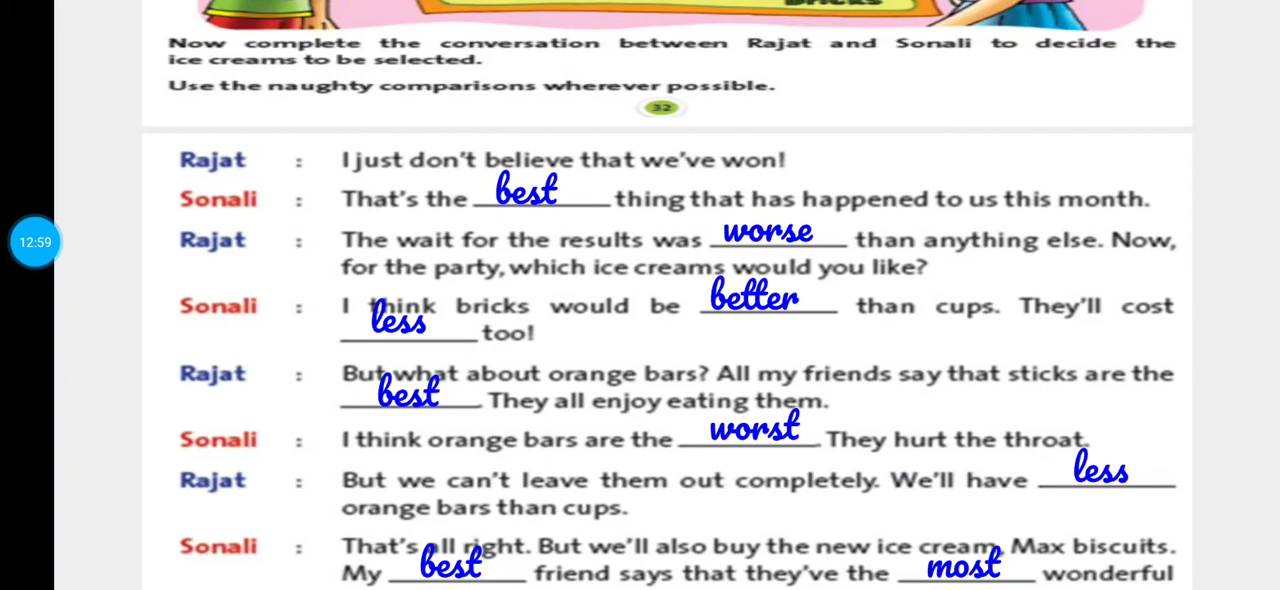 Bricks
Now complete the conversation between Rajat and Sonali to decide the
ice creams to be selected.
Use the naughty comparisons wherever possible.
32
Rajat : I just don't believe that we've won!
Sonali : That's the best thing that has happened to us this month.
12:59
Rajat : The wait for the results was worse than anything else. Now,
for the party, which ice creams would you like?
Sonali : I think bricks would be better than cups. They'll cost
less too!
Rajat : But what about orange bars? All my friends say that sticks are the
best. They all enjoy eating them.
Sonali : I think orange bars are the worst. They hurt the throat.
Rajat : But we can't leave them out completely. We'll have less
orange bars than cups.
Sonali : That's all right. But we'll also buy the new ice cream, Max biscuits.
My best friend says that they've the most wonderful